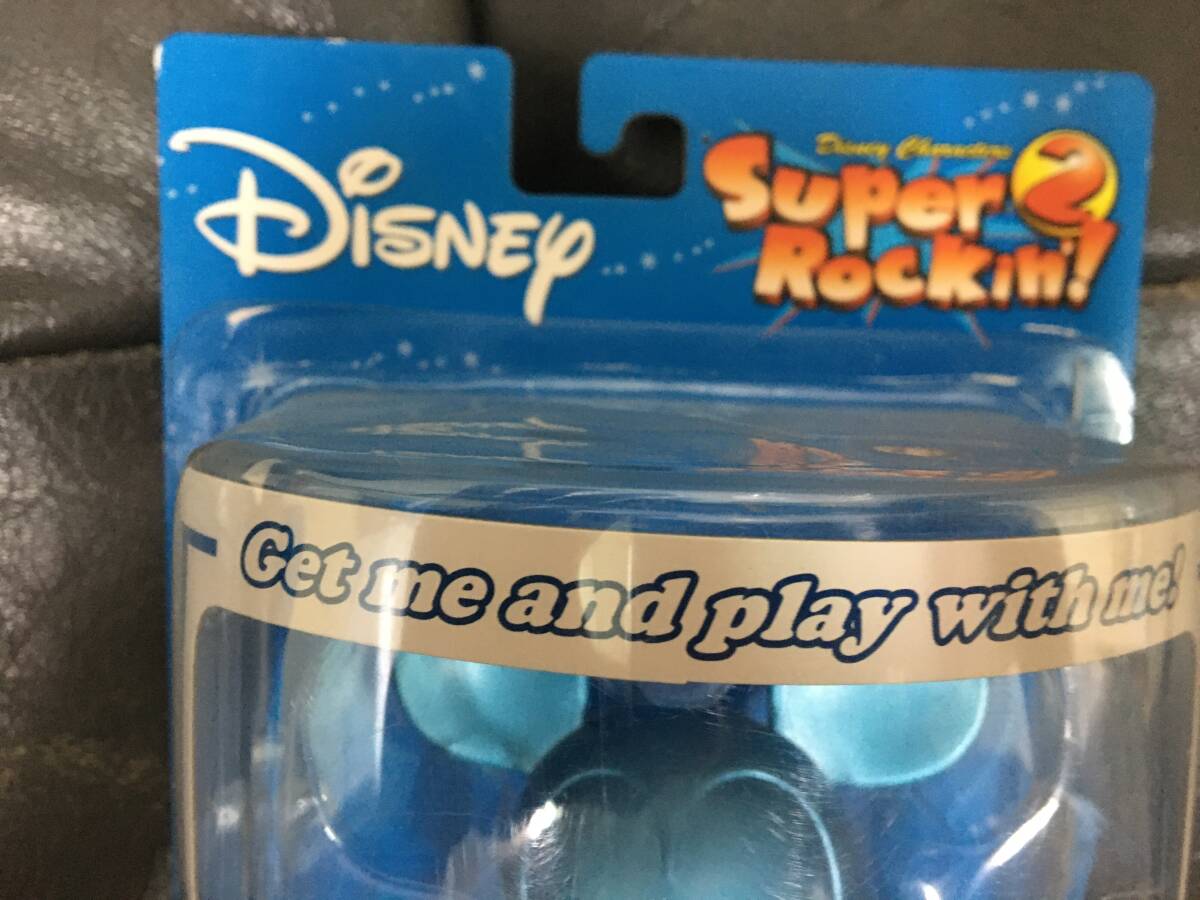 Disney
Disney Characters
Super 2
Rockin'!
Get me and play with me!